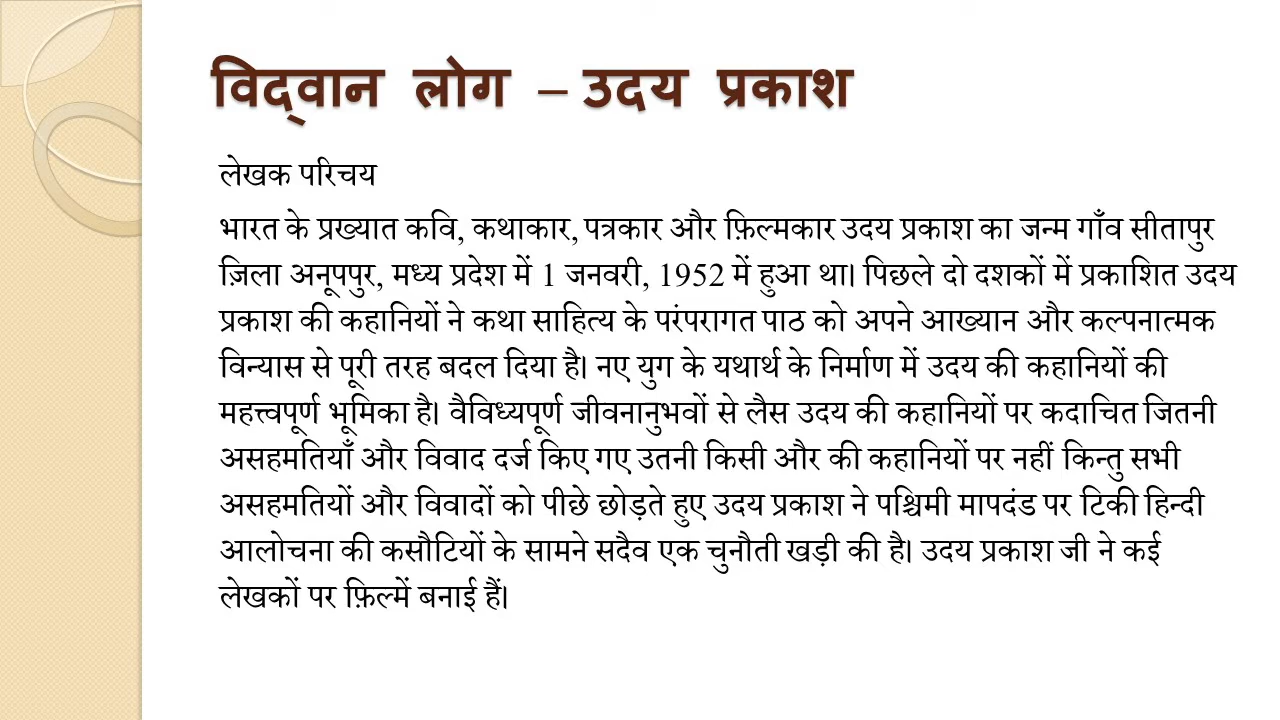 विद्वान लोग – उदय प्रकाश
लेखक परिचय
भारत के प्रख्यात कवि, कथाकार, पत्रकार और फ़िल्मकार उदय प्रकाश का जन्म गाँव सीतापुर
ज़िला अनूपपुर, मध्य प्रदेश में 1 जनवरी, 1952 में हुआ था। पिछले दो दशकों में प्रकाशित उदय
प्रकाश की कहानियों ने कथा साहित्य के परंपरागत पाठ को अपने आख्यान और कल्पनात्मक
विन्यास से पूरी तरह बदल दिया है। नए युग के यथार्थ के निर्माण में उदय की कहानियों की
महत्त्वपूर्ण भूमिका है। वैविध्यपूर्ण जीवनानुभवों से लैस उदय की कहानियों पर कदाचित जितनी
असहमतियाँ और विवाद दर्ज किए गए उतनी किसी और की कहानियों पर नहीं किन्तु सभी
असहमतियों और विवादों को पीछे छोड़ते हुए उदय प्रकाश ने पश्चिमी मापदंड पर टिकी हिन्दी
आलोचना की कसौटियों के सामने सदैव एक चुनौती खड़ी की है। उदय प्रकाश जी ने कई
लेखकों पर फ़िल्में बनाई हैं।